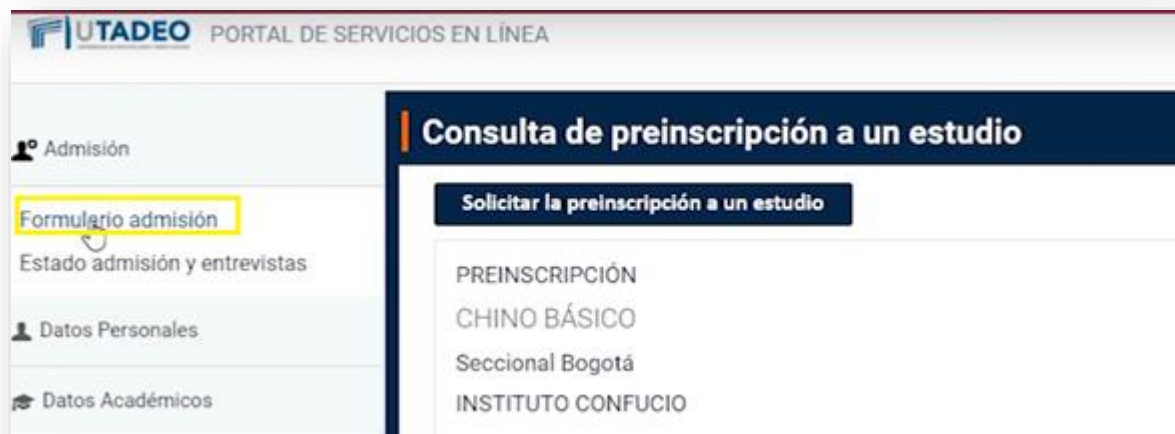 UTADEO PORTAL DE SERVICIOS EN LÍNEA
Admisión
Formulario admisión
Estado admisión y entrevistas
Datos Personales
Datos Académicos
Consulta de preinscripción a un estudio
Solicitar la preinscripción a un estudio
PREINSCRIPCIÓN
CHINO BÁSICO
Seccional Bogotá
INSTITUTO CONFUCIO